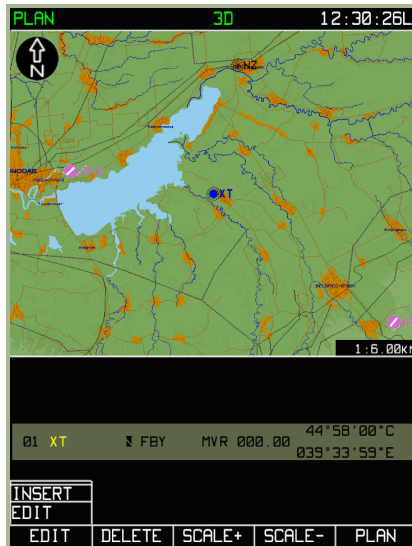 PLAN 3D 12:30:26L
N
NZ
XT
BELORECHENSK
1:6.00км
01 XT FBY MVR 000.00 44°58'00"C
039°33'59"E
INSERT
EDIT
EDIT DELETE SCALE+ SCALE- PLAN